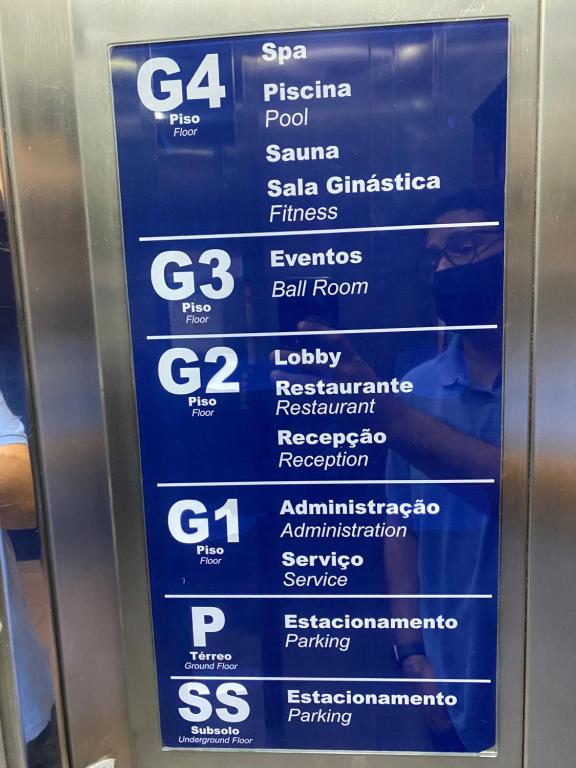 G4
Piso
Floor
Spa
Piscina
Pool
Sauna
Sala Ginástica
Fitness
G3
Piso
Floor
Eventos
Ball Room
G2
Piso
Floor
Lobby
Restaurante
Restaurant
Recepção
Reception
G1
Piso
Floor
Administração
Administration
Serviço
Service
P
Térreo
Ground Floor
Estacionamento
Parking
SS
Subsolo
Underground Floor
Estacionamento
Parking